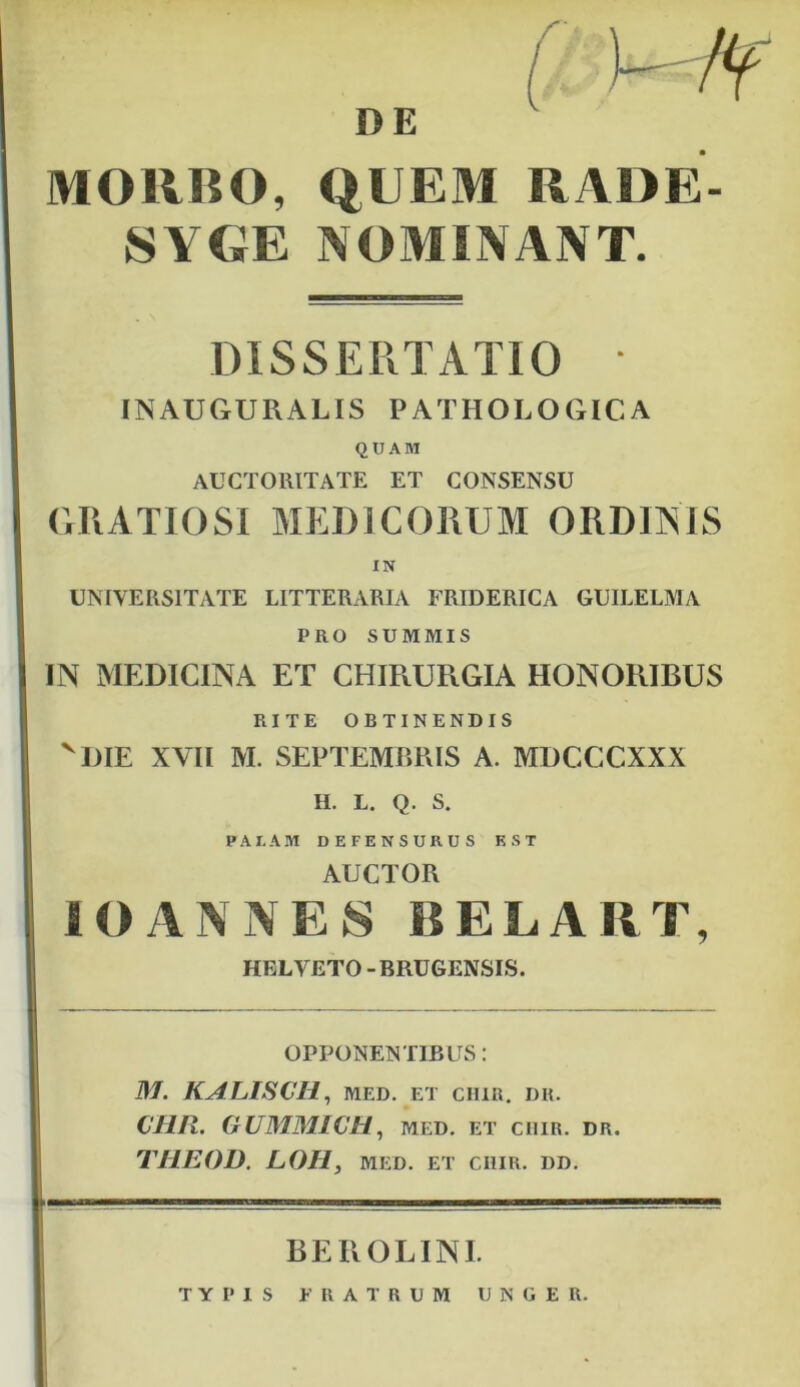 DE
MORBO, QUEM RADE-
SYGE NOMINANT.
DISSERTATIO
INAUGURALIS PATHOLOGICA
QUAM
AUCTORITATE ET CONSENSU
GRATIOSI MEDICORUM ORDINIS
IN
UNIVERSITATE LITTERARIA FRIDERICA GUILELMA
PRO SUMMIS
IN MEDICINA ET CHIRURGIA HONORIBUS
RITE OBTINENDIS
DIE XVII M. SEPTEMBRIS A. MDCCCXXX
H. L. Q. S.
PALAM DEFENSURUS EST
AUCTOR
IOANNES BELART,
HELVETO-BRUGENSIS.
OPPONENTIBUS:
M. KALISCH, MED. ET CHIR. DR.
CHR. GUMMICH, MED. ET CHIR. DR.
THEOD. LOH, MED. ET CHIR. DD.
BEROLINI.
TYPIS FRATRUM UNGER.